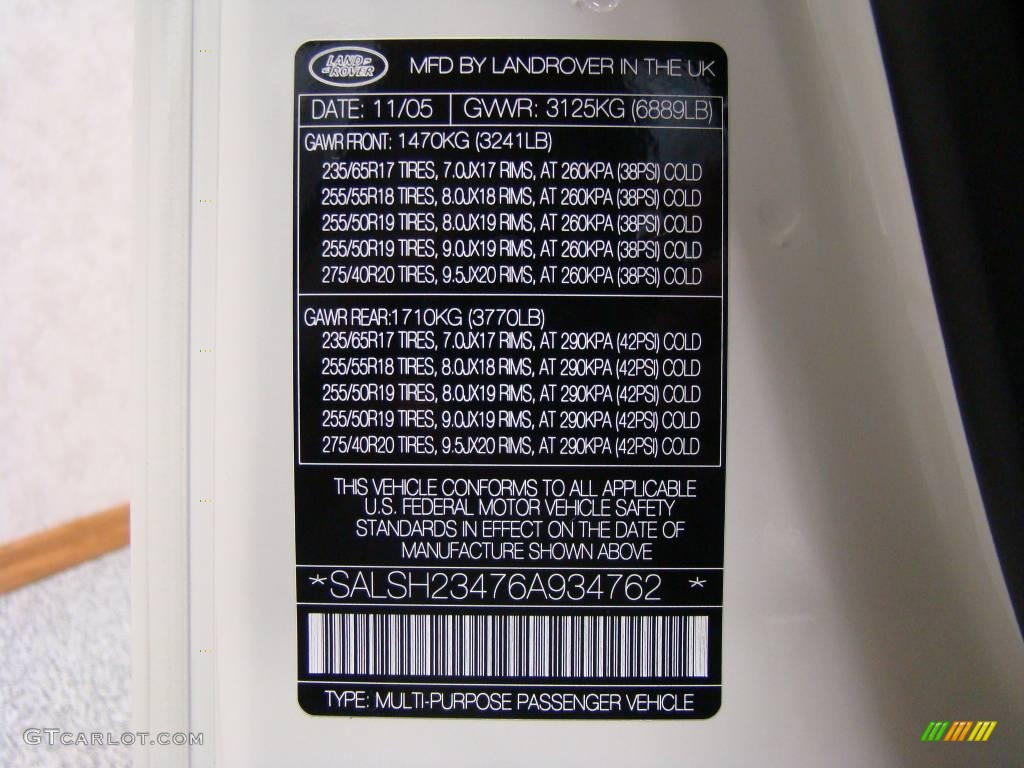 LAND
ROVER
MFD BY LANDROVER IN THE UK
DATE: 11/05 GVWR: 3125KG (6889LB)
GAWR FRONT: 1470KG (3241LB)
235/65R17 TIRES, 7.0JX17 RIMS, AT 260KPA (38PSI) COLD
255/55R18 TIRES, 8.0JX18 RIMS, AT 260KPA (38PSI) COLD
255/50R19 TIRES, 8.0JX19 RIMS, AT 260KPA (38PSI) COLD
255/50R19 TIRES, 9.0JX19 RIMS, AT 260KPA (38PSI) COLD
275/40R20 TIRES, 9.5JX20 RIMS, AT 260KPA (38PSI) COLD
GAWR REAR:1710KG (3770LB)
235/65R17 TIRES, 7.0JX17 RIMS, AT 290KPA (42PSI) COLD
255/55R18 TIRES, 8.0JX18 RIMS, AT 290KPA (42PSI) COLD
255/50R19 TIRES, 8.0JX19 RIMS, AT 290KPA (42PSI) COLD
255/50R19 TIRES, 9.0JX19 RIMS, AT 290KPA (42PSI) COLD
275/40R20 TIRES, 9.5JX20 RIMS, AT 290KPA (42PSI) COLD
THIS VEHICLE CONFORMS TO ALL APPLICABLE
U.S. FEDERAL MOTOR VEHICLE SAFETY
STANDARDS IN EFFECT ON THE DATE OF
MANUFACTURE SHOWN ABOVE
*SALSH23476A934762 *
TYPE: MULTI-PURPOSE PASSENGER VEHICLE
GTcarlot.com